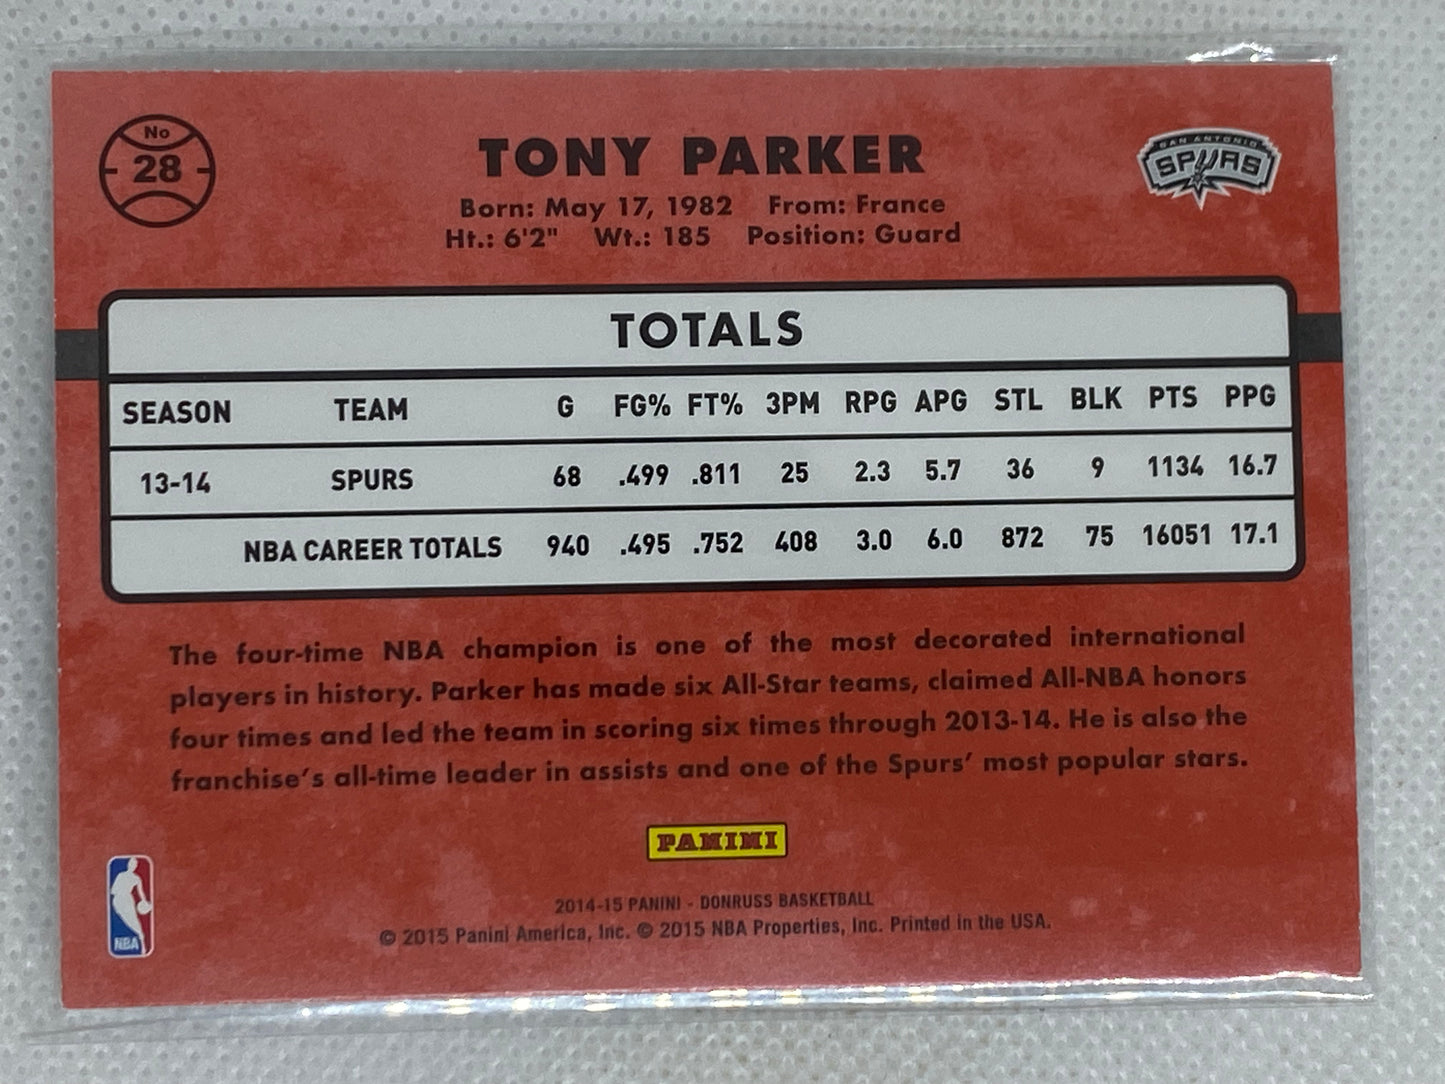 No
28
TONY PARKER
Born: May 17, 1982 From: France
Ht.: 6'2" Wt.: 185 Position: Guard
SAN ANTONIO
SPURS
TOTALS
SEASON TEAM G FG% FT% 3PM RPG APG STL BLK PTS PPG
13-14 SPURS 68 .499 .811 25 2.3 5.7 36 9 1134 16.7
NBA CAREER TOTALS 940 .495 .752 408 3.0 6.0 872 75 16051 17.1
The four-time NBA champion is one of the most decorated international
players in history. Parker has made six All-Star teams, claimed All-NBA honors
four times and led the team in scoring six times through 2013-14. He is also the
franchise's all-time leader in assists and one of the Spurs' most popular stars.
PANINI
NBA
2014-15 PANINI - DONRUSS BASKETBALL
© 2015 Panini America, Inc. © 2015 NBA Properties, Inc. Printed in the USA.